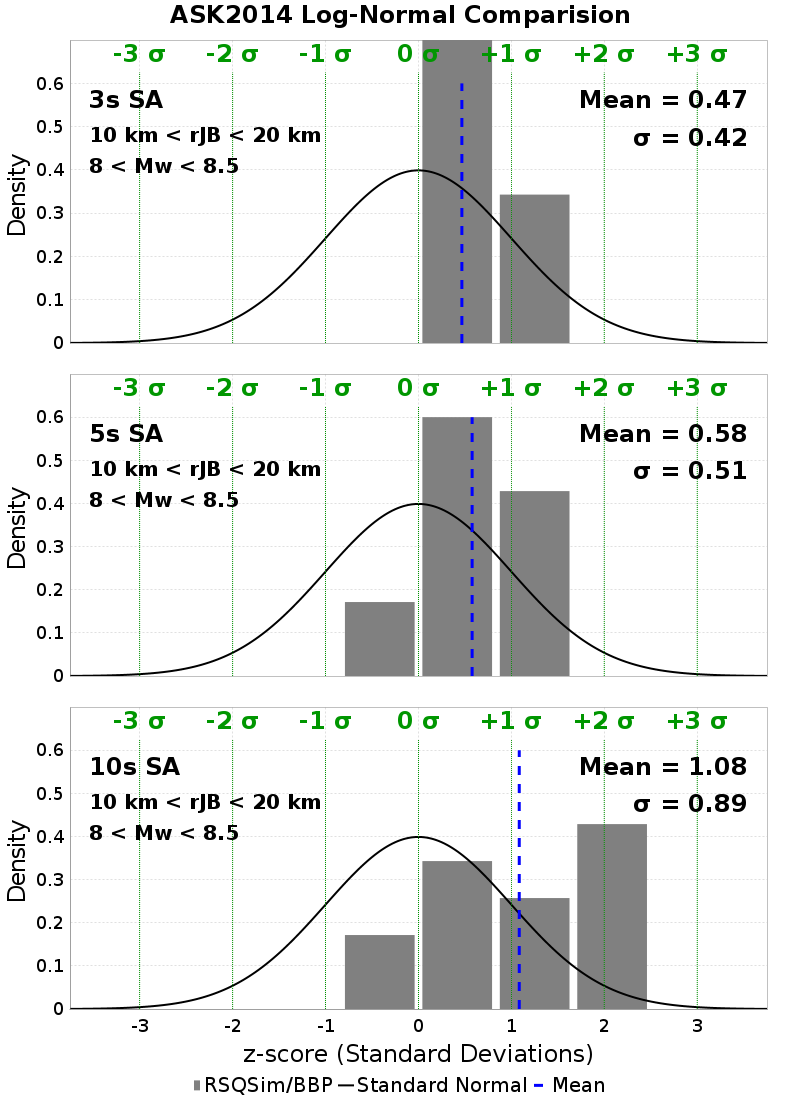 ASK2014 Log-Normal Comparision
-3 σ -2 σ -1 σ 0 σ +1 σ +2 σ +3 σ
3s SA
10 km < rJB < 20 km
8 < Mw < 8.5
Mean = 0.47
σ = 0.42
Density
0.6
0.5
0.4
0.3
0.2
0.1
0
-3 σ -2 σ -1 σ 0 σ +1 σ +2 σ +3 σ
5s SA
10 km < rJB < 20 km
8 < Mw < 8.5
Mean = 0.58
σ = 0.51
Density
0.6
0.5
0.4
0.3
0.2
0.1
0
-3 σ -2 σ -1 σ 0 σ +1 σ +2 σ +3 σ
10s SA
10 km < rJB < 20 km
8 < Mw < 8.5
Mean = 1.08
σ = 0.89
Density
0.6
0.5
0.4
0.3
0.2
0.1
0
-3 -2 -1 0 1 2 3
z-score (Standard Deviations)
RSQSim/BBP Standard Normal Mean